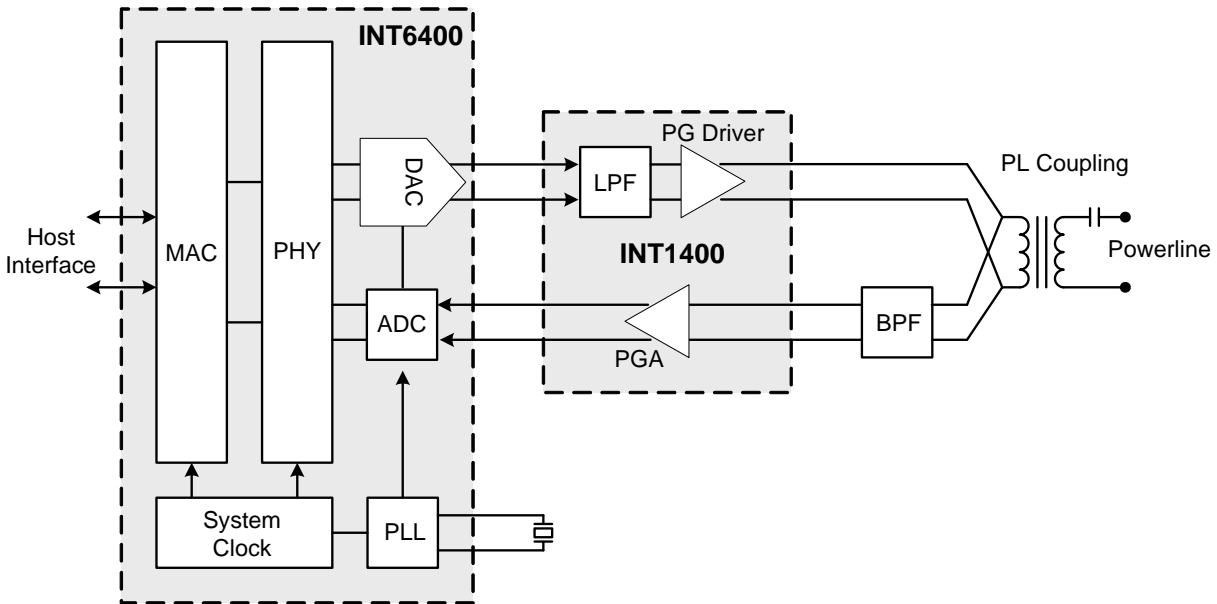 INT6400
PG Driver
DAC
LPF
PL Coupling
Host
Interface
MAC
PHY
INT1400
Powerline
ADC
BPF
PGA
System
Clock
PLL